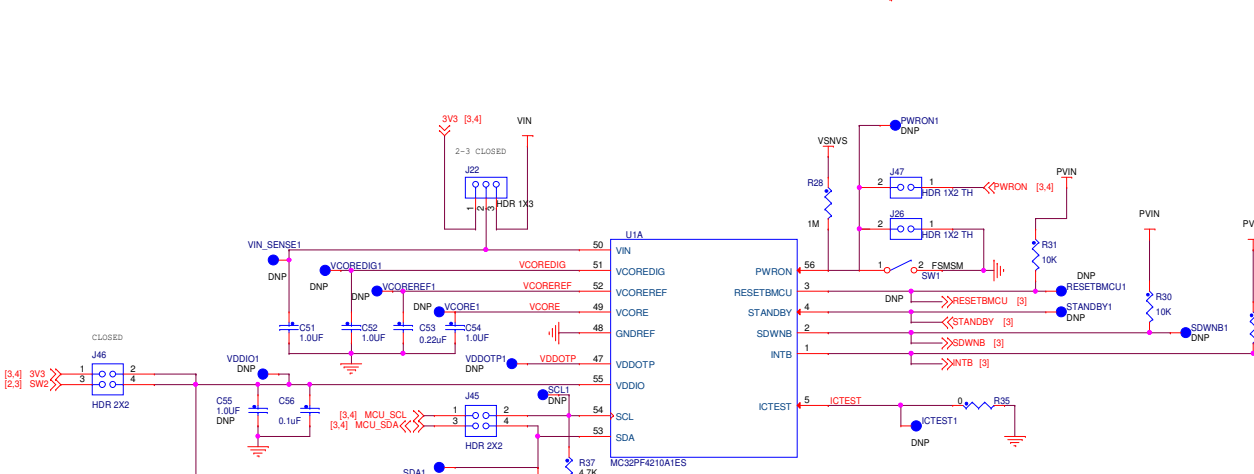 3V3 [3,4]
VIN
2-3 CLOSED
J22
HDR 1X3
1
2
3
VSNVS
R28
1M
PWRON1
DNP
J47
2
1
HDR 1X2 TH
PWRON [3,4]
J26
2
1
HDR 1X2 TH
PVIN
R31
10K
PVIN
R30
10K
PV
VIN_SENSE1
DNP
VCOREDIG1
DNP
VCOREDIG
VCOREREF1
DNP
VCOREREF
VCORE1
DNP
VCORE
C51
1.0UF
C52
1.0UF
C53
0.22uF
C54
1.0UF
U1A
50 VIN
51 VCOREDIG
52 VCOREREF
49 VCORE
48 GNDREF
47 VDDOTP
55 VDDIO
54 SCL
53 SDA
PWRON 56
RESETBMCU 3
STANDBY 4
SDWNB 2
INTB 1
ICTEST 5
MC32PF4210A1ES
1
2 FSMSM
SW1
DNP
DNP
RESETBMCU1
RESETBMCU [3]
STANDBY1
DNP
STANDBY [3]
SDWNB1
DNP
SDWNB [3]
INTB [3]
ICTEST
0
R35
ICTEST1
DNP
VDDOTP1
DNP
VDDOTP
CLOSED
J46
[3,4] 3V3
1
2
[2,3] SW2
3
4
HDR 2X2
VDDIO1
DNP
C55
1.0UF
DNP
C56
0.1uF
SCL1
DNP
J45
[3,4] MCU_SCL
1
2
[3,4] MCU_SDA
3
4
HDR 2X2
SDA1
R37
4.7K